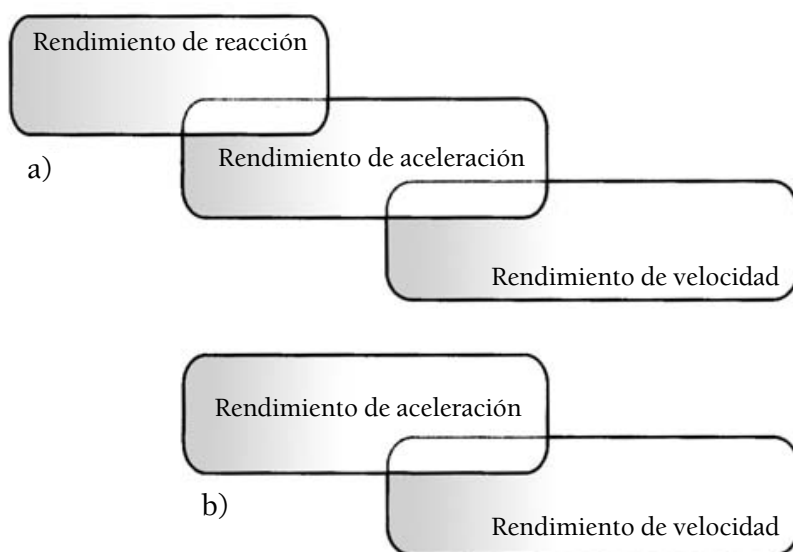 Rendimiento de reacción
Rendimiento de aceleración
a)
Rendimiento de velocidad
Rendimiento de aceleración
b)
Rendimiento de velocidad